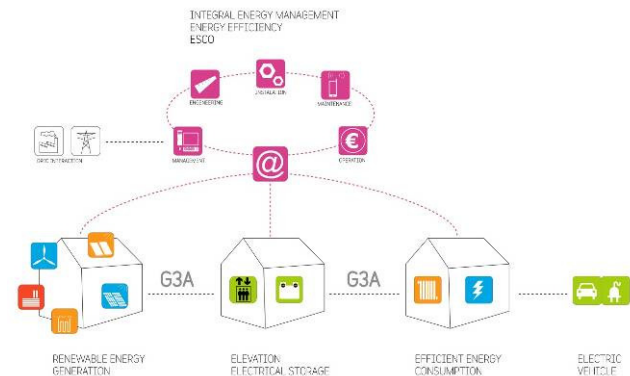 INTEGRAL ENERGY MANAGEMENT
ENERGY EFFICIENCY
ESCO
ENGINEERING
INSTALATION
MAINTENANCE
GRID INTERACTION
MANAGEMENT
@
€
OPERATION
G3A
G3A
RENEWABLE ENERGY
GENERATION
ELEVATION
ELECTRICAL STORAGE
EFFICIENT ENERGY
CONSUMPTION
ELECTRIC
VEHICLE